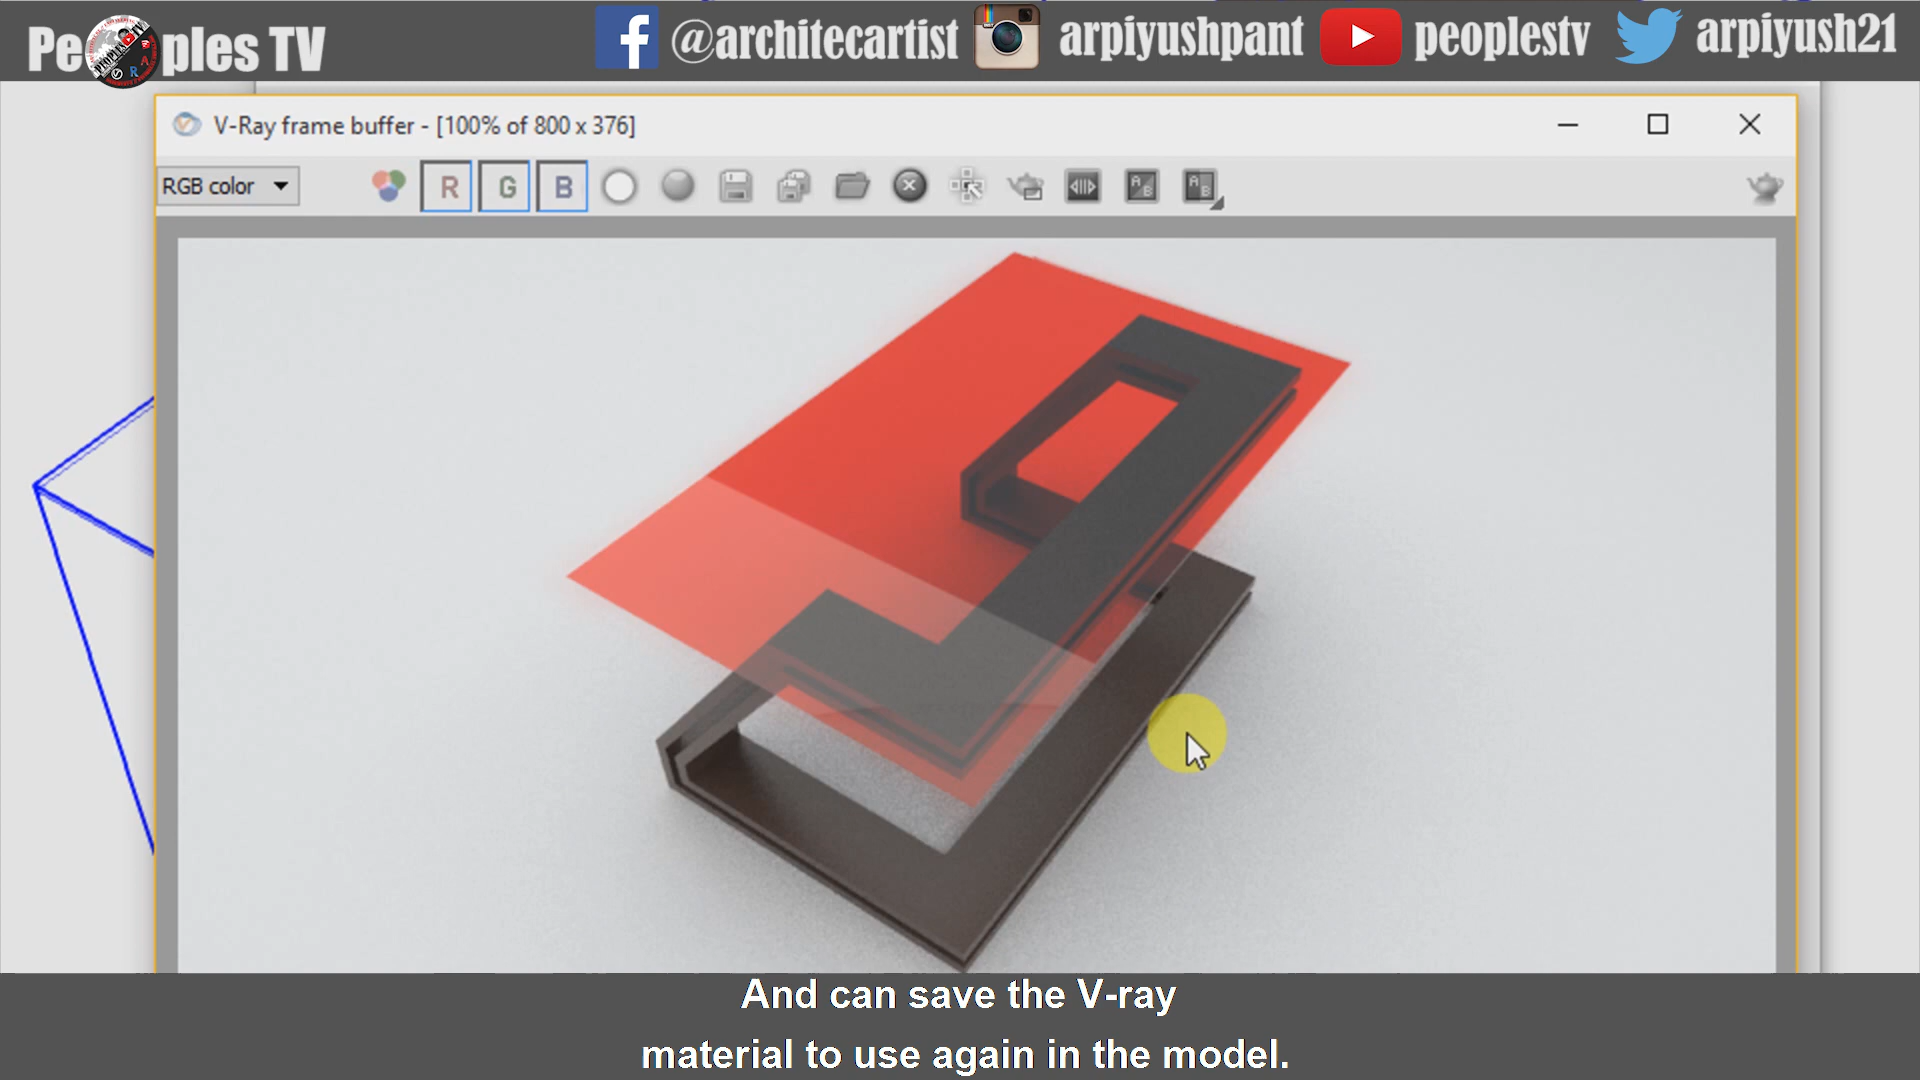 Peoples TV
@architecartist arpiyushpant peoplestv arpiyush21
V-Ray frame buffer - [100% of 800 x 376]
RGB color R G B
And can save the V-ray
material to use again in the model.